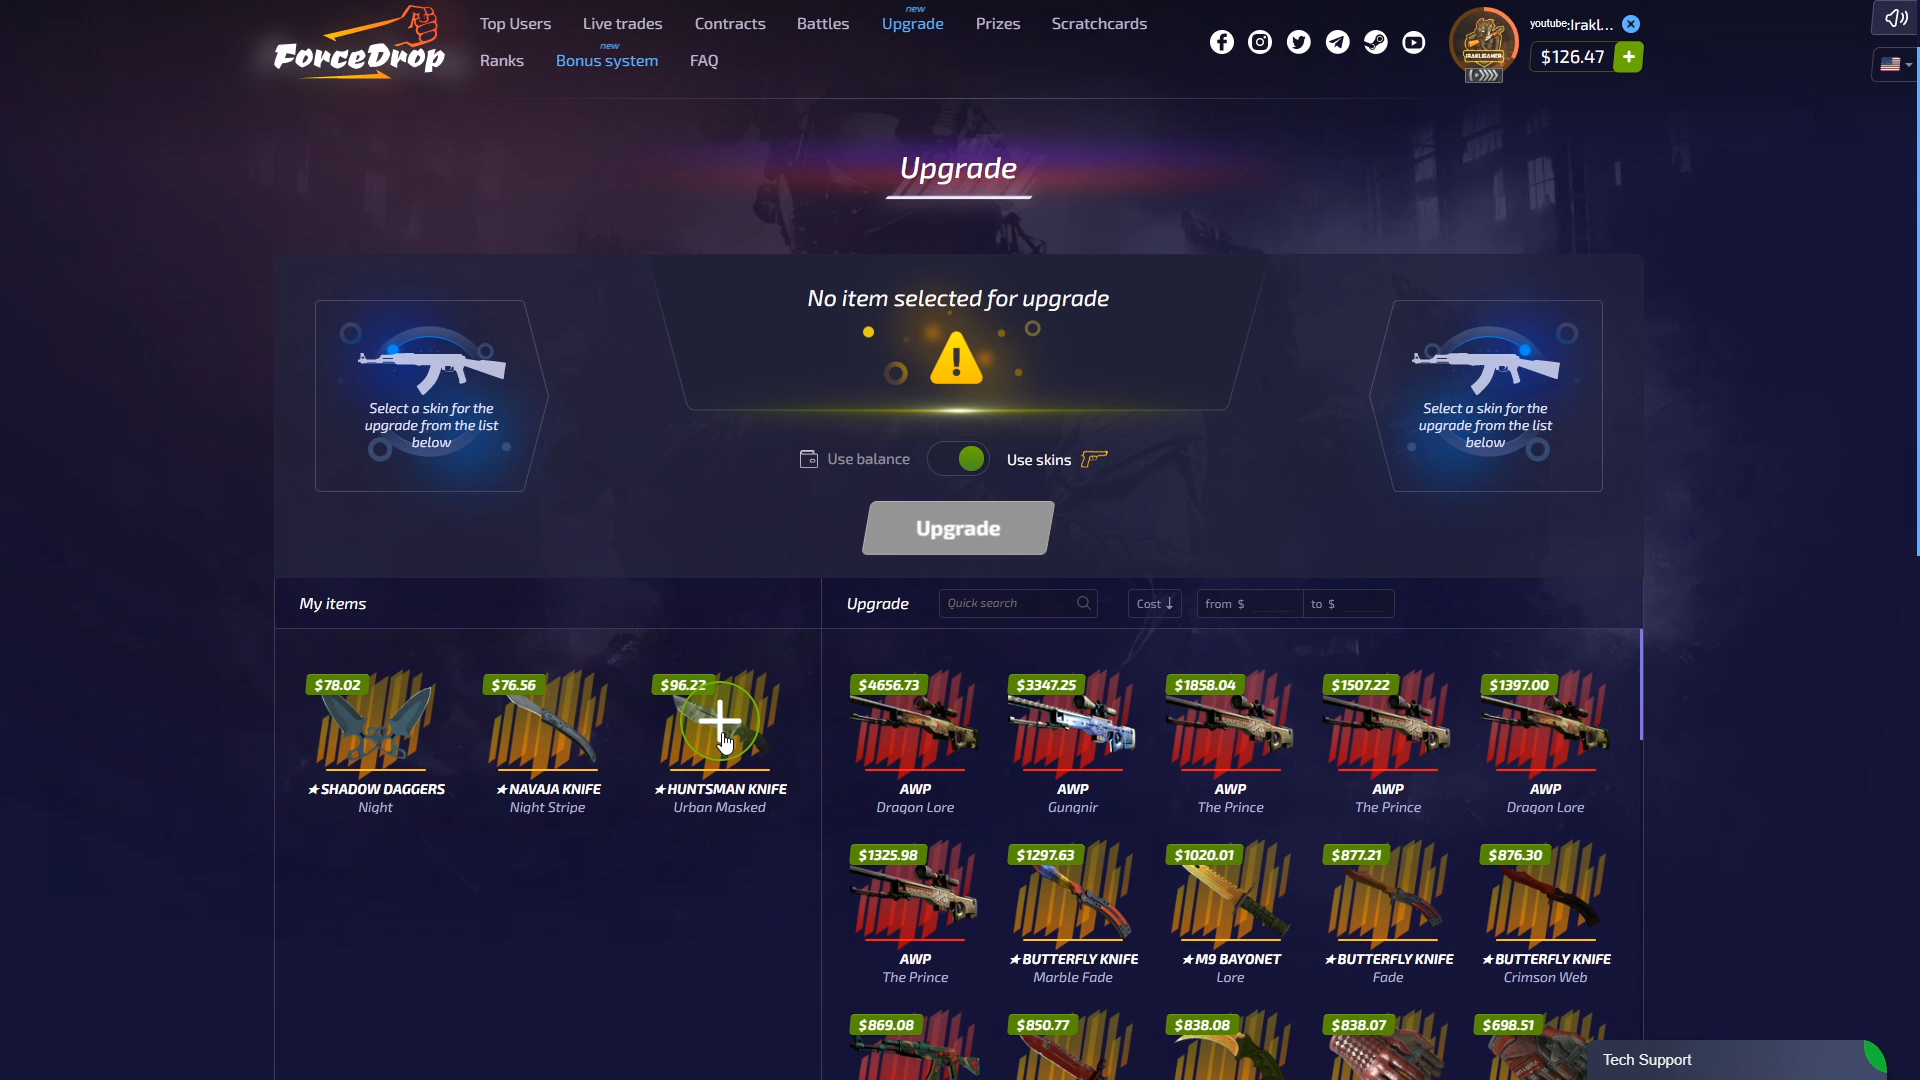 ForceDrop
Top Users
Live trades
Contracts
Battles
new
Upgrade
Prizes
Scratchcards
Ranks
new
Bonus system
FAQ
youtube:Irakl...
$126.47
+
Upgrade
No item selected for upgrade
Select a skin for the
upgrade from the list
below
Select a skin for the
upgrade from the list
below
Use balance
Use skins
Upgrade
My items
Upgrade
Quick search
Cost
from $
to $
$78.02
★ SHADOW DAGGERS
Night
$76.56
★ NAVAJA KNIFE
Night Stripe
$96.22
★ HUNTSMAN KNIFE
Urban Masked
$4656.73
AWP
Dragon Lore
$3347.25
AWP
Gungnir
$1858.04
AWP
The Prince
$1507.22
AWP
The Prince
$1397.00
AWP
Dragon Lore
$1325.98
AWP
The Prince
$1297.63
★ BUTTERFLY KNIFE
Marble Fade
$1020.01
★ M9 BAYONET
Lore
$877.21
★ BUTTERFLY KNIFE
Fade
$876.30
★ BUTTERFLY KNIFE
Crimson Web
$869.08
$850.77
$838.08
$838.07
$698.51
Tech Support